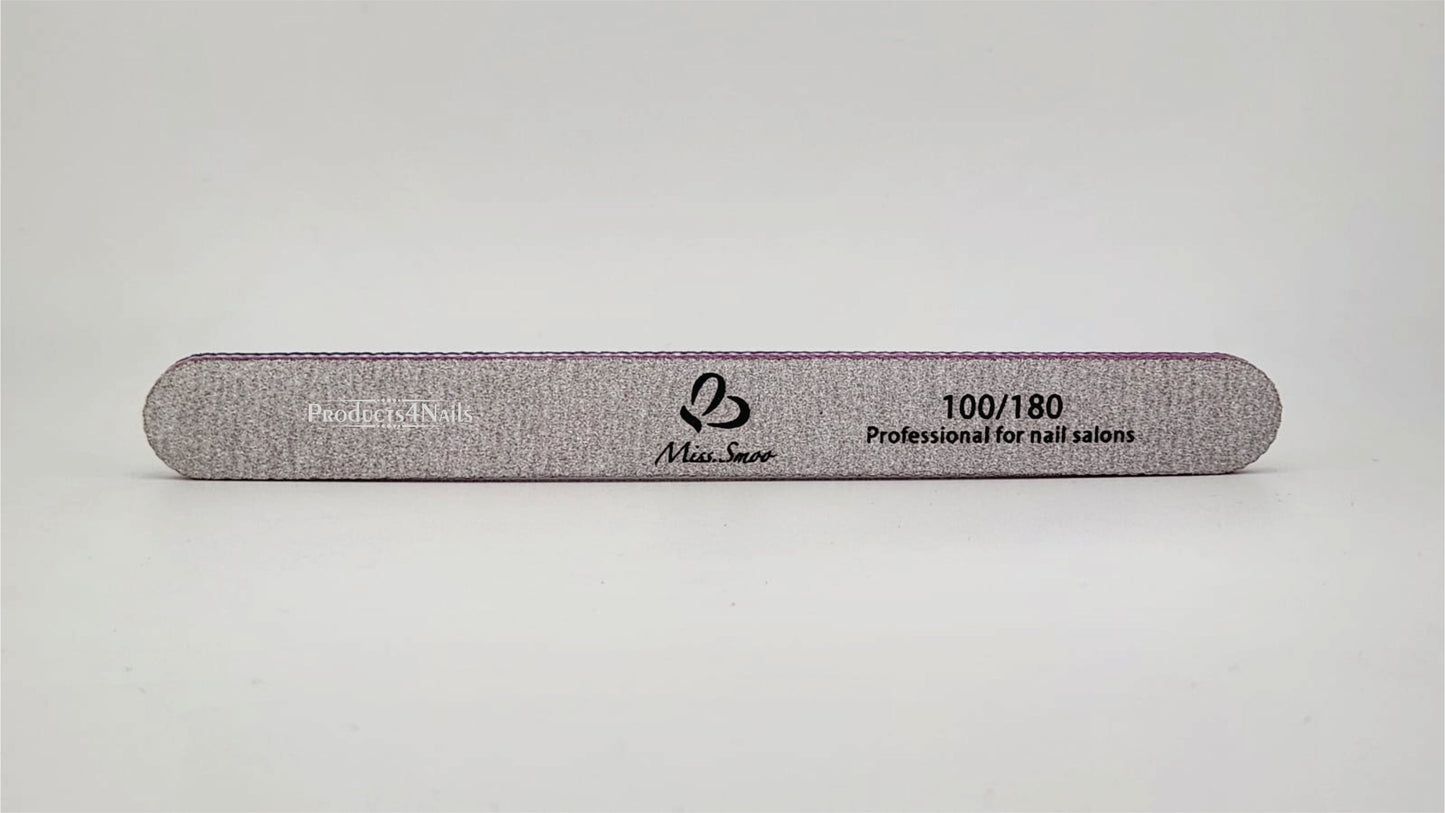 Products4Nails
Miss.Smoo
100/180
Professional for nail salons